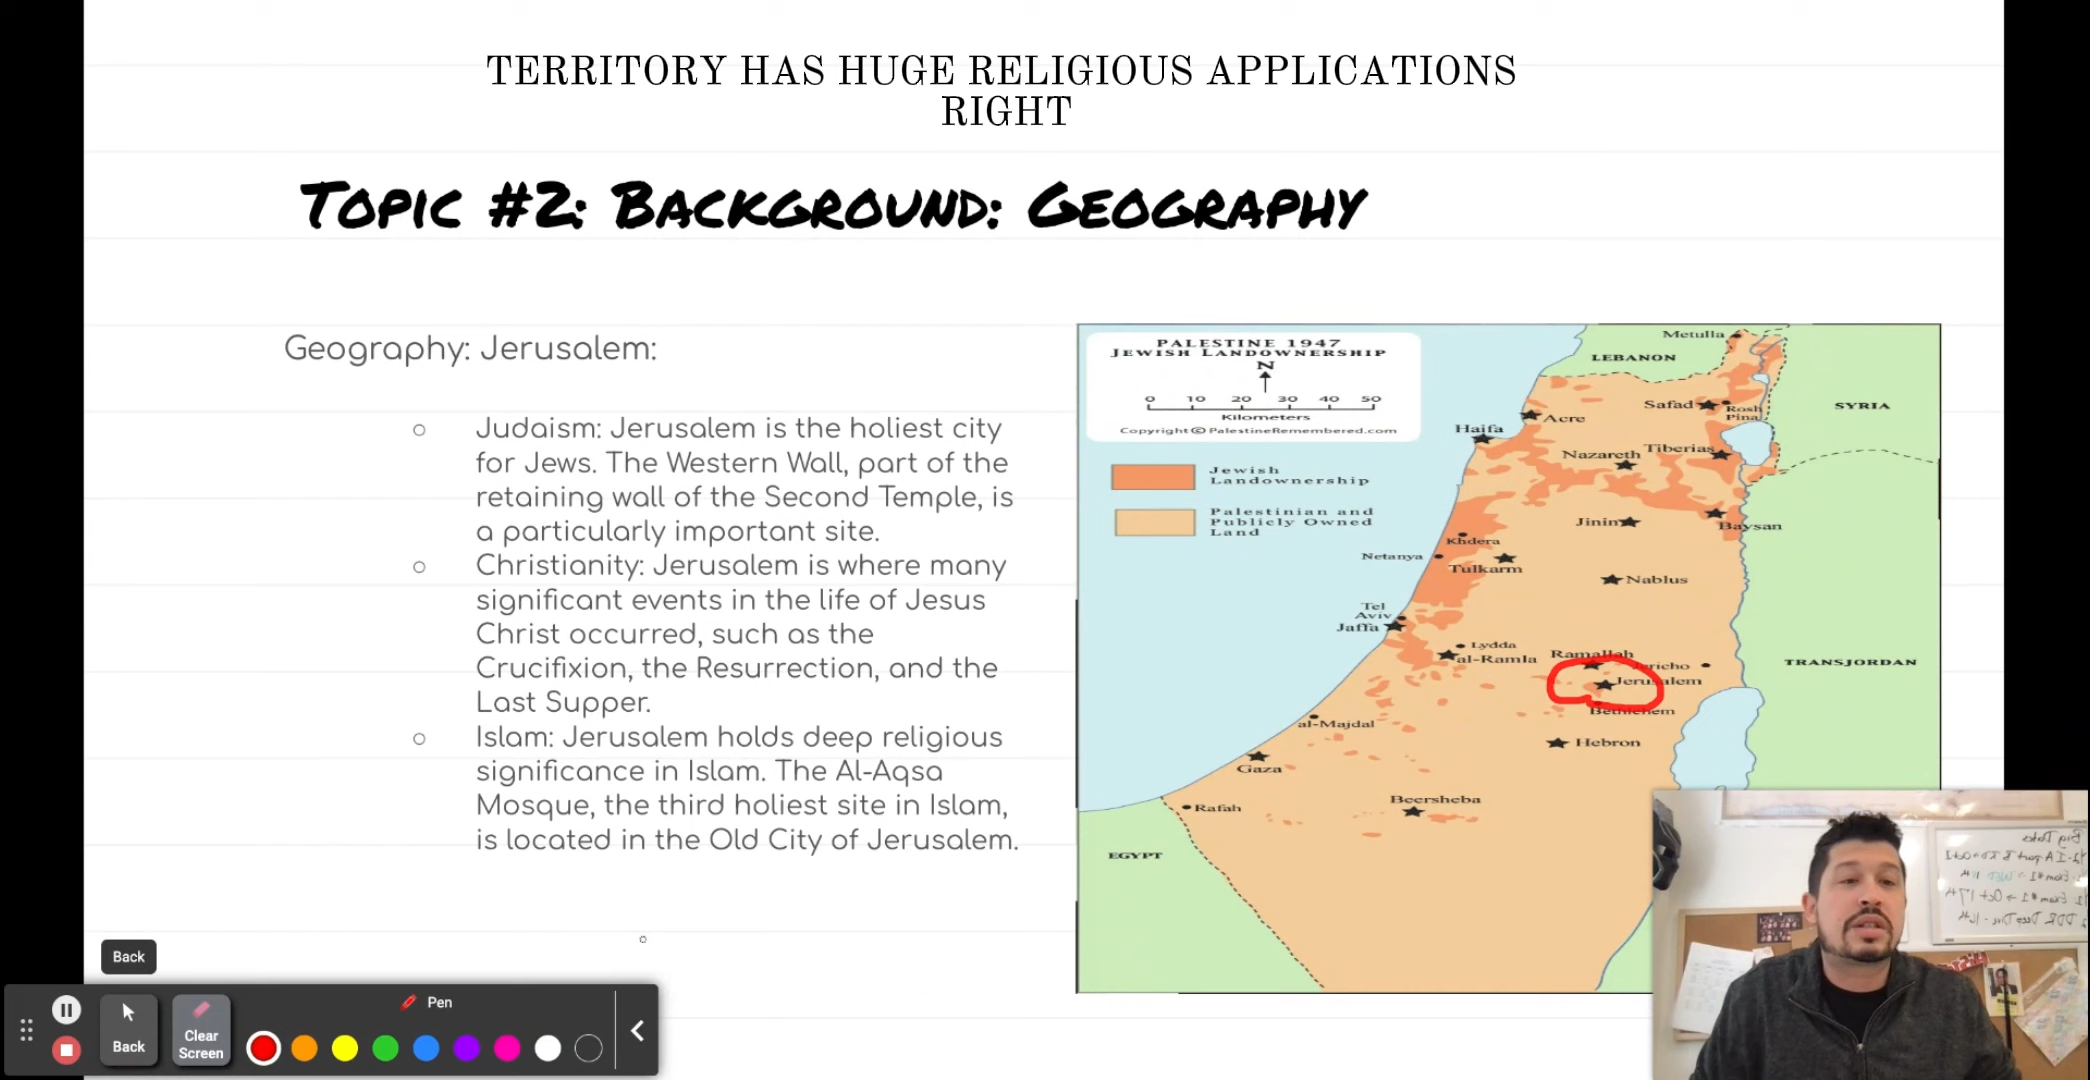 TERRITORY HAS HUGE RELIGIOUS APPLICATIONS
RIGHT
Topic #2: Background: Geography
Geography: Jerusalem:
Judaism: Jerusalem is the holiest city
for Jews. The Western Wall, part of the
retaining wall of the Second Temple, is
a particularly important site.
Christianity: Jerusalem is where many
significant events in the life of Jesus
Christ occurred, such as the
Crucifixion, the Resurrection, and the
Last Supper.
Islam: Jerusalem holds deep religious
significance in Islam. The Al-Aqsa
Mosque, the third holiest site in Islam,
is located in the Old City of Jerusalem.
PALESTINE 1947
JEWISH LANDOWNERSHIP
N
0 10 20 30 40 50
Kilometers
Copyright © PalestineRemembered.com
Jewish
Landownership
Palestinian and
Publicly Owned
Land
Metulla
LEBANON
SYRIA
Safad
Rosh
Pina
Acre
Haifa
Nazareth
Tiberias
Jinin
Baysan
Khdera
Netanya
Tulkarm
Nablus
Tel
Aviv
Jaffa
Lydda
al-Ramla
Ramallah
Jericho
TRANSJORDAN
Jerusalem
Bethlehem
al-Majdal
Hebron
Gaza
Rafah
Beersheba
EGYPT
Back
Pen
Back
Clear
Screen